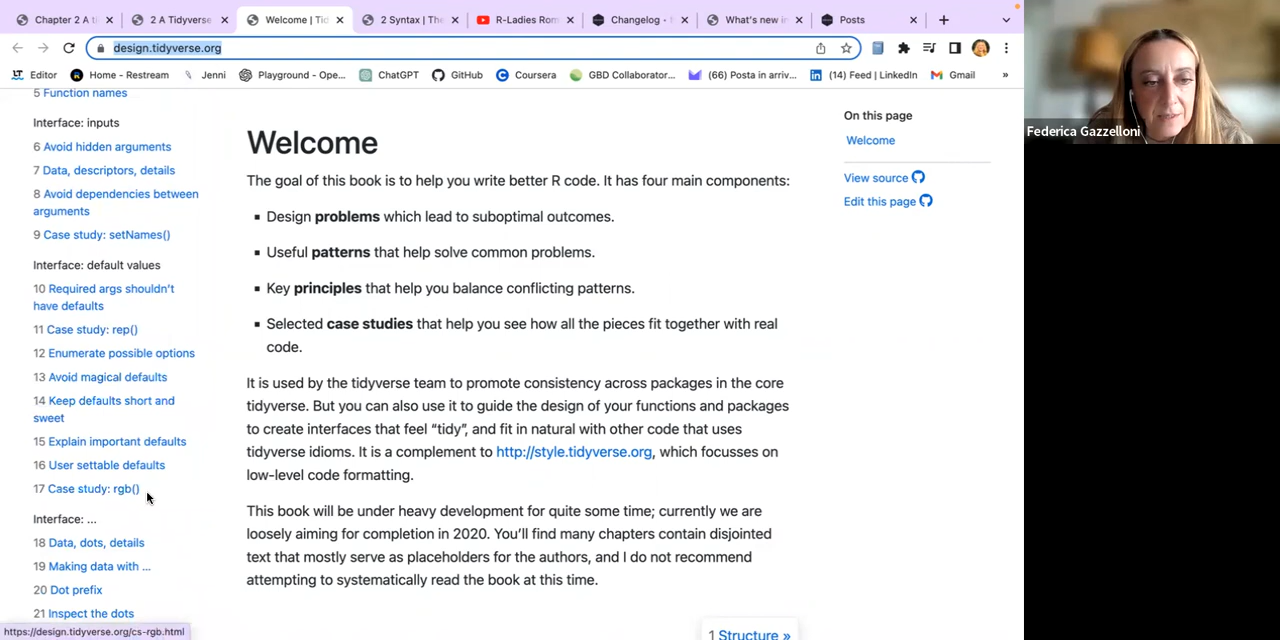 Chapter 2 A ti
2 A Tidyverse
Welcome | Tid
2 Syntax | The
R-Ladies Rom
Changelog ·
What's new in
Posts
design.tidyverse.org
Editor
Home - Restream
Jenni
Playground - Ope...
ChatGPT
GitHub
Coursera
GBD Collaborator...
(66) Posta in arriv...
(14) Feed | LinkedIn
Gmail
»
5 Function names
Interface: inputs
6 Avoid hidden arguments
7 Data, descriptors, details
8 Avoid dependencies between
arguments
9 Case study: setNames()
Interface: default values
10 Required args shouldn't
have defaults
11 Case study: rep()
12 Enumerate possible options
13 Avoid magical defaults
14 Keep defaults short and
sweet
15 Explain important defaults
16 User settable defaults
17 Case study: rgb()
Interface: ...
18 Data, dots, details
19 Making data with ...
20 Dot prefix
21 Inspect the dots
https://design.tidyverse.org/cs-rgb.html
Welcome
The goal of this book is to help you write better R code. It has four main components:
▪ Design problems which lead to suboptimal outcomes.
▪ Useful patterns that help solve common problems.
▪ Key principles that help you balance conflicting patterns.
▪ Selected case studies that help you see how all the pieces fit together with real
code.
It is used by the tidyverse team to promote consistency across packages in the core
tidyverse. But you can also use it to guide the design of your functions and packages
to create interfaces that feel “tidy”, and fit in natural with other code that uses
tidyverse idioms. It is a complement to http://style.tidyverse.org, which focusses on
low-level code formatting.
This book will be under heavy development for quite some time; currently we are
loosely aiming for completion in 2020. You’ll find many chapters contain disjointed
text that mostly serve as placeholders for the authors, and I do not recommend
attempting to systematically read the book at this time.
1 Structure »
On this page
Welcome
View source
Edit this page
Federica Gazzelloni